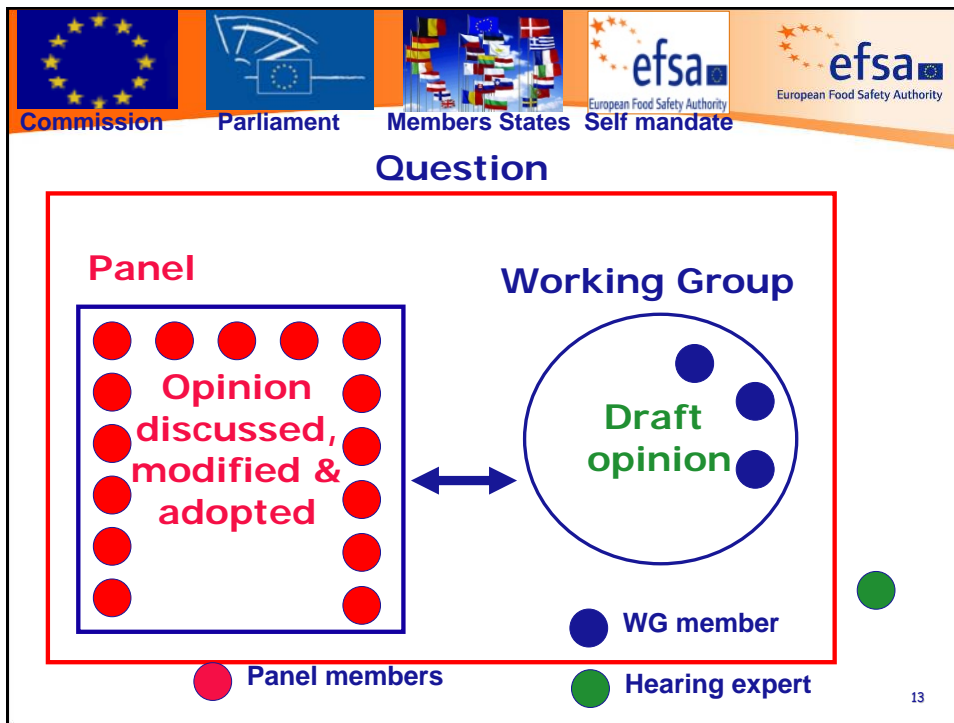 efsa
European Food Safety Authority
efsa
European Food Safety Authority
Commission
Parliament
Members States
Self mandate
Question
Panel
Working Group
Opinion
discussed,
modified &
adopted
Draft
opinion
WG member
Panel members
Hearing expert
13